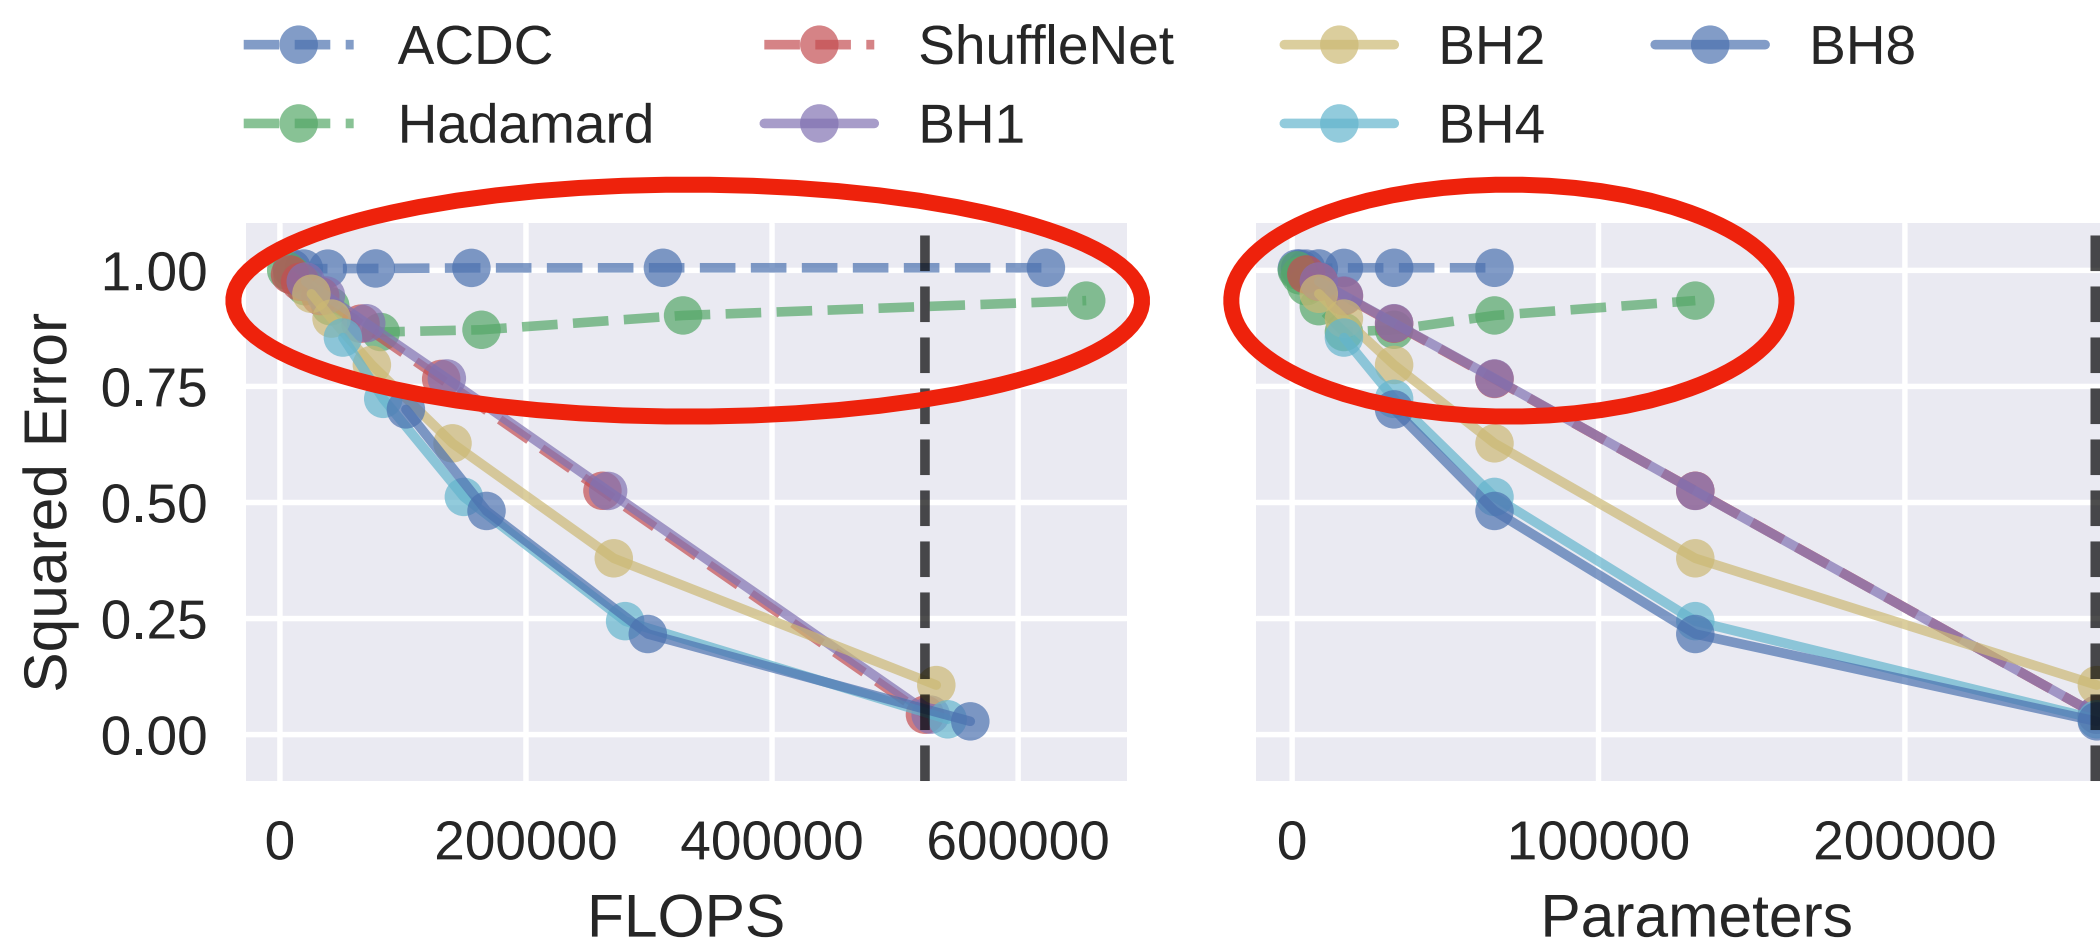 ACDC ShuffleNet BH2 BH8
Hadamard BH1 BH4
Squared Error
1.00
0.75
0.50
0.25
0.00
0 200000 400000 600000 0 100000 200000
FLOPS Parameters